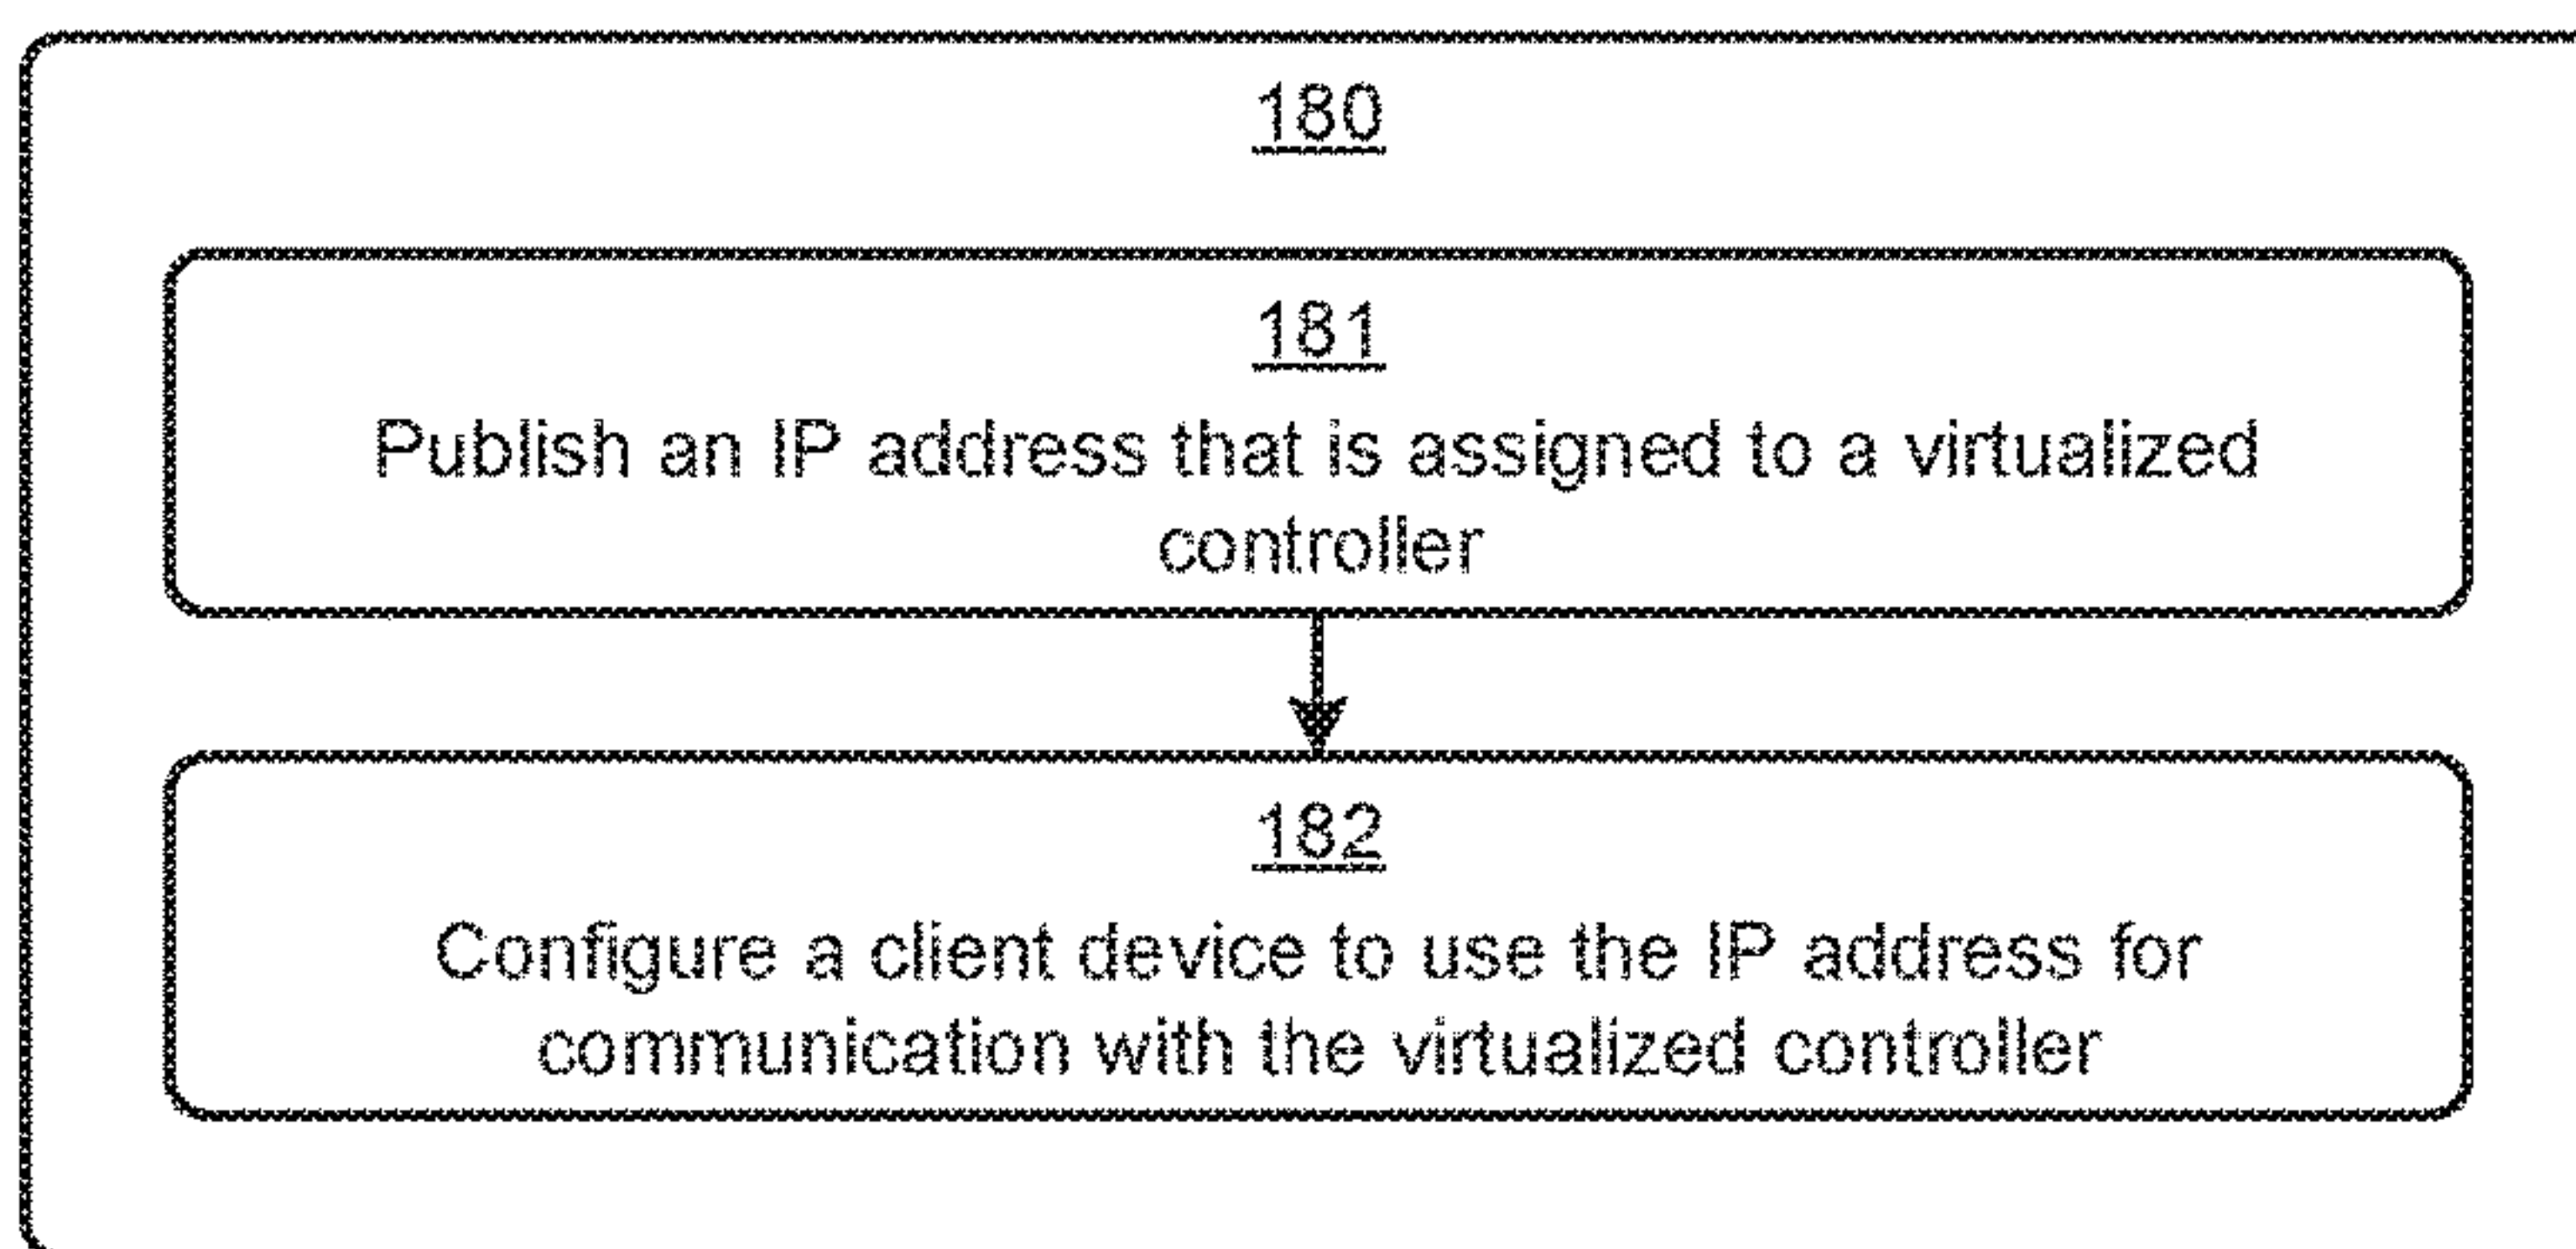 180
181
Publish an IP address that is assigned to a virtualized
controller
182
Configure a client device to use the IP address for
communication with the virtualized controller